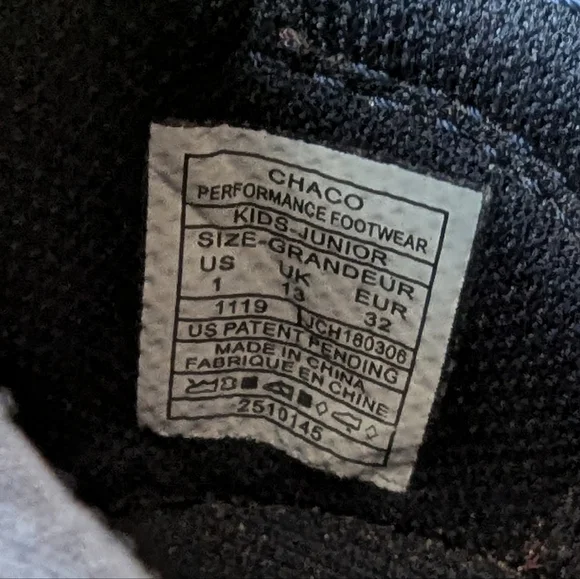 CHACO
PERFORMANCE FOOTWEAR
KIDS-JUNIOR
SIZE-GRANDEUR
US UK EUR
1 13 32
1119 JCH180306
US PATENT PENDING
MADE IN CHINA
FABRIQUE EN CHINE
2510145